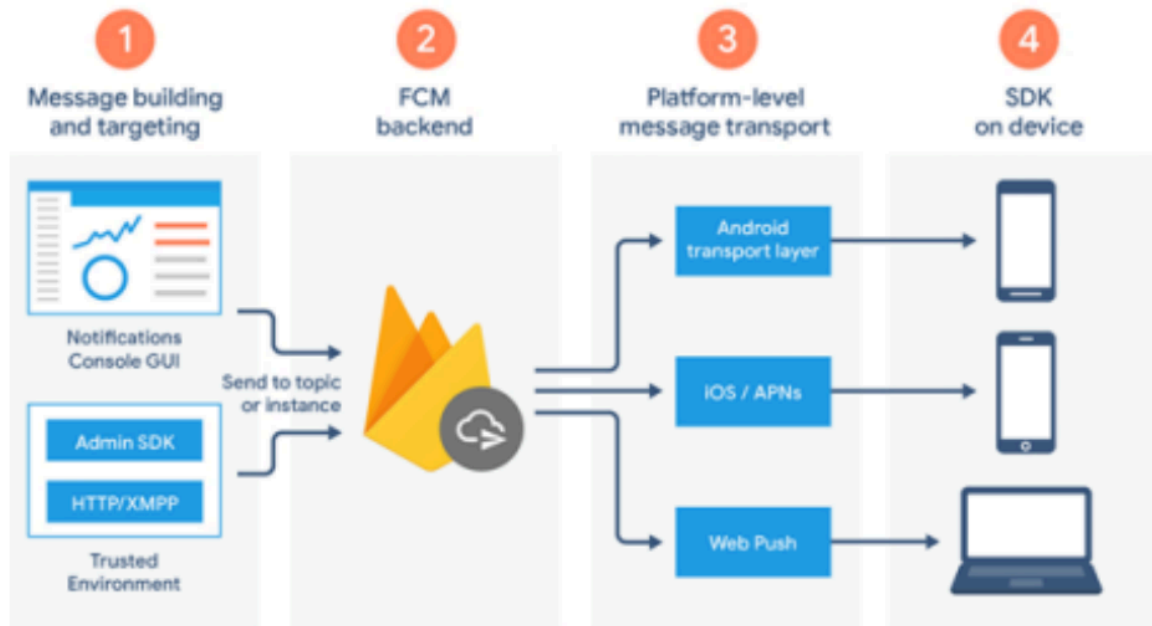 1
Message building
and targeting
2
FCM
backend
3
Platform-level
message transport
4
SDK
on device
Notifications
Console GUI
Send to topic
or instance
Admin SDK
HTTP/XMPP
Trusted
Environment
Android
transport layer
iOS / APNs
Web Push